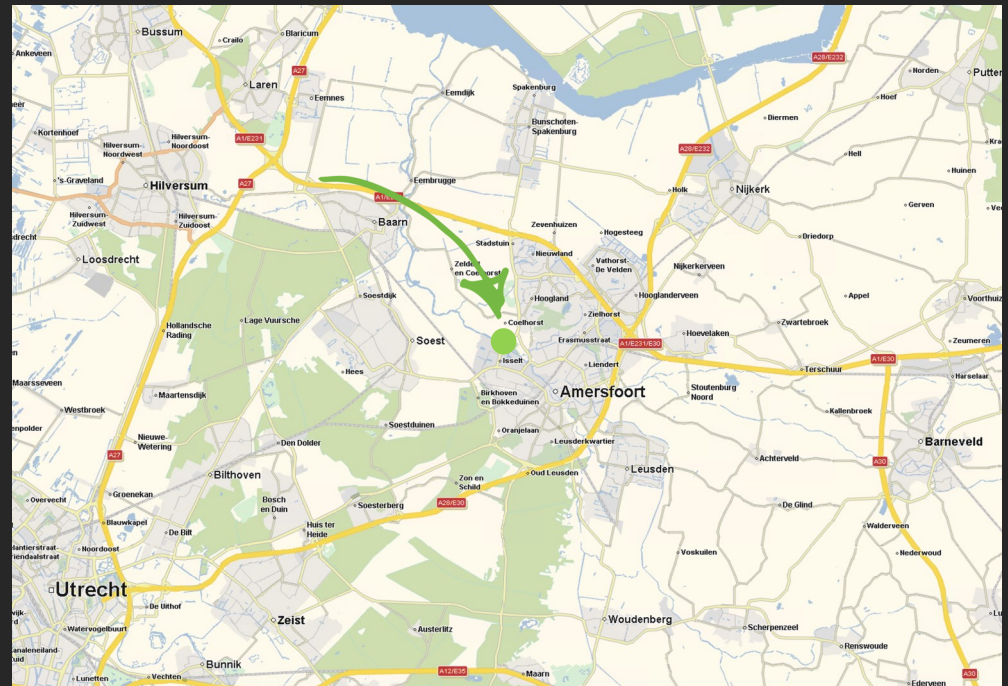 Bussum
Crailo
Blaricum
Ankeveen
A27
A28/E232
Norden
Putten
Laren
Eemnes
Eemdijk
Spakenburg
Hoef
Diermen
Bunschoten-
Spakenburg
Kortenhoef
Hilversum-
Noordwest
A1/E231
Hilversum-
Noordoost
A28/E232
Hell
Huinen
's-Graveland
Hilversum
A27
Eembrugge
Holk
Nijkerk
Gerven
Hilversum-
Zuidwest
Hilversum-
Zuidoost
Baarn
Zevenhuizen
Hogesteeg
Driedorp
Stadstuin
Nieuwland
Loosdrecht
Vathorst-
De Velden
Nijkerkerveen
Soestdijk
Hoogland
Hooglanderveen
Appel
Voorthuiz
Lage Vuursche
Hollandsche
Rading
Coelhorst
Zielhorst
Zwartebroek
Soest
Erasmusstraat
A1/E231/E30
Hoevelaken
Zeumeren
Isselt
Liendert
A1/E30
Terschuur
Harselaar
Hees
Maarsseveen
Maartensdijk
Birkhoven
en Bokkeduinen
Amersfoort
Stoutenburg
Noord
Westbroek
Kallenbroek
Soestduinen
Oranjelaan
Leusderkwartier
Nieuwe-
Wetering
Den Dolder
Barneveld
A27
Achterveld
A30
Bilthoven
Oud Leusden
Leusden
Zon en
Schild
Overvecht
Groenekan
Bosch
en Duin
Soesterberg
A28/E30
De Glind
Blauwkapel
De Bilt
Huis ter
Heide
Walderveen
Noordoost
Voskuilen
Nederwoud
Utrecht
De Uithof
Zeist
Woudenberg
Scherpenzeel
Watervogelbuurt
Austerlitz
Renswoude
Bunnik
Lunetten
Vechten
A12/E35
Maarn
A30
Ederveen